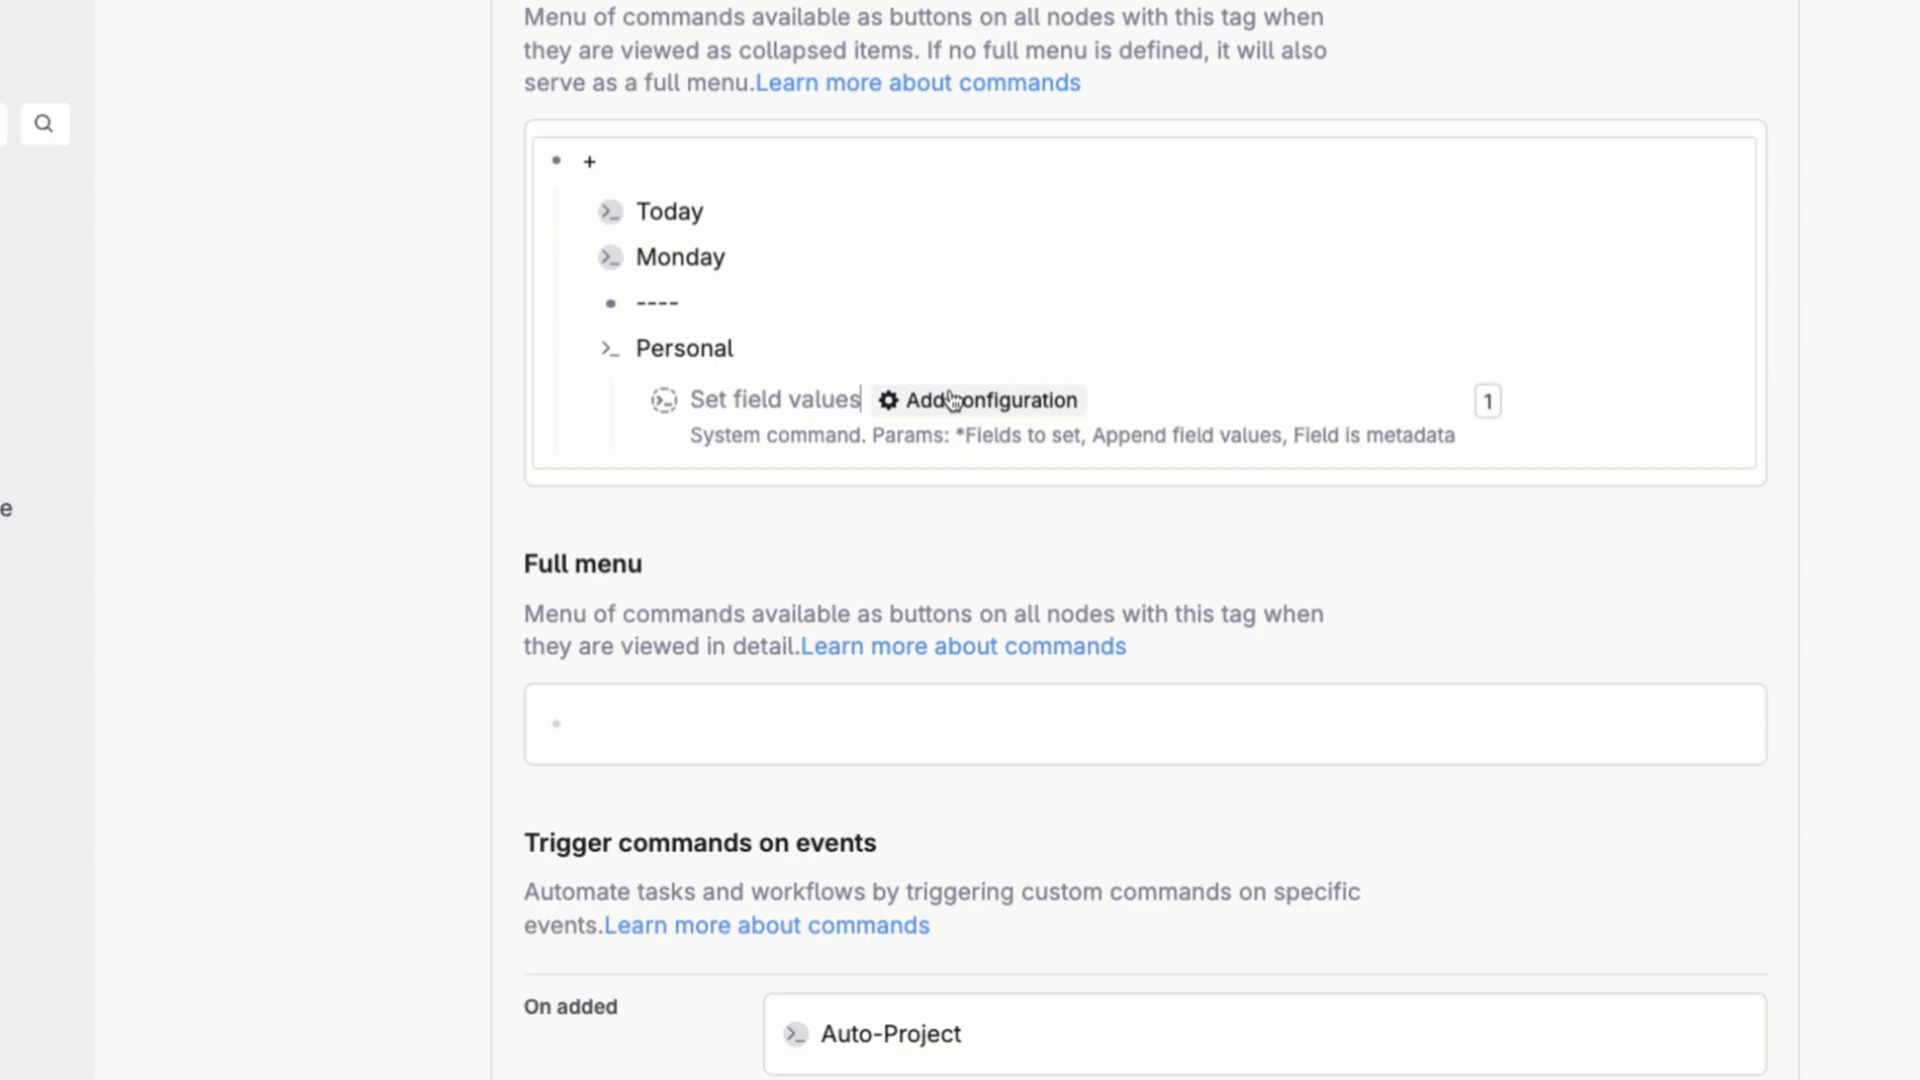 Menu of commands available as buttons on all nodes with this tag when
they are viewed as collapsed items. If no full menu is defined, it will also
serve as a full menu.Learn more about commands
+
Today
Monday
----
Personal
Set field values Add configuration 1
System command. Params: *Fields to set, Append field values, Field is metadata
e
Full menu
Menu of commands available as buttons on all nodes with this tag when
they are viewed in detail.Learn more about commands
Trigger commands on events
Automate tasks and workflows by triggering custom commands on specific
events.Learn more about commands
On added
Auto-Project